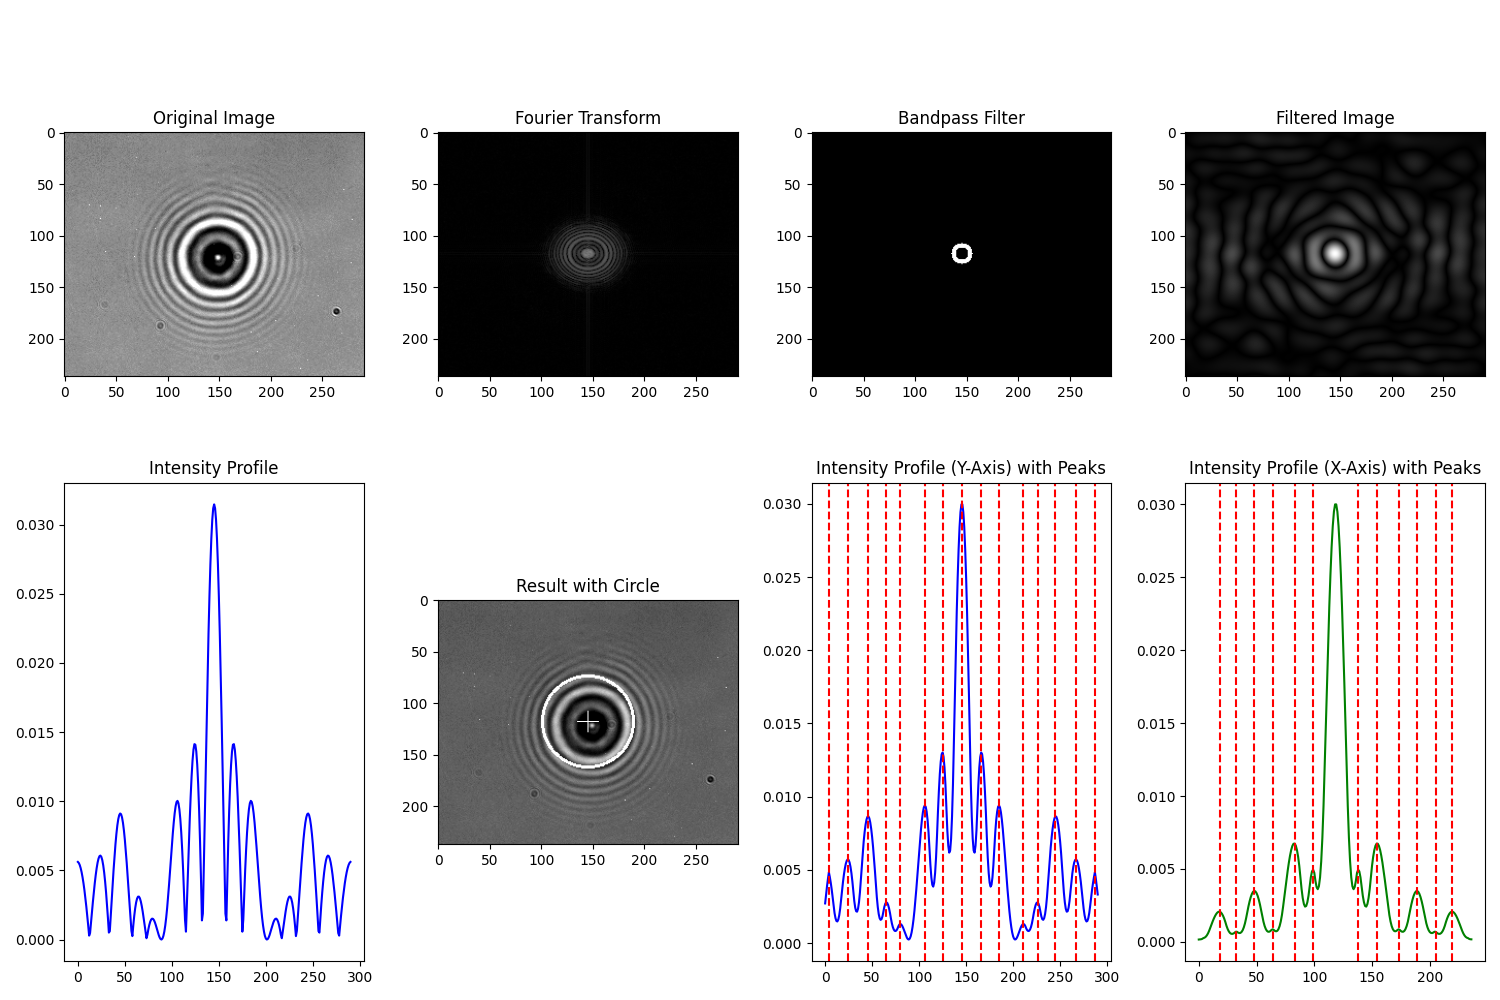 Original Image
Fourier Transform
Bandpass Filter
Filtered Image
0
50
100
150
200
0 50 100 150 200 250
0
50
100
150
200
0 50 100 150 200 250
0
50
100
150
200
0 50 100 150 200 250
0
50
100
150
200
0 50 100 150 200 250
Intensity Profile
0.030
0.025
0.020
0.015
0.010
0.005
0.000
0 50 100 150 200 250 300
Result with Circle
0
50
100
150
200
0 50 100 150 200 250
Intensity Profile (Y-Axis) with Peaks
0.030
0.025
0.020
0.015
0.010
0.005
0.000
0 50 100 150 200 250 300
Intensity Profile (X-Axis) with Peaks
0.030
0.025
0.020
0.015
0.010
0.005
0.000
0 50 100 150 200